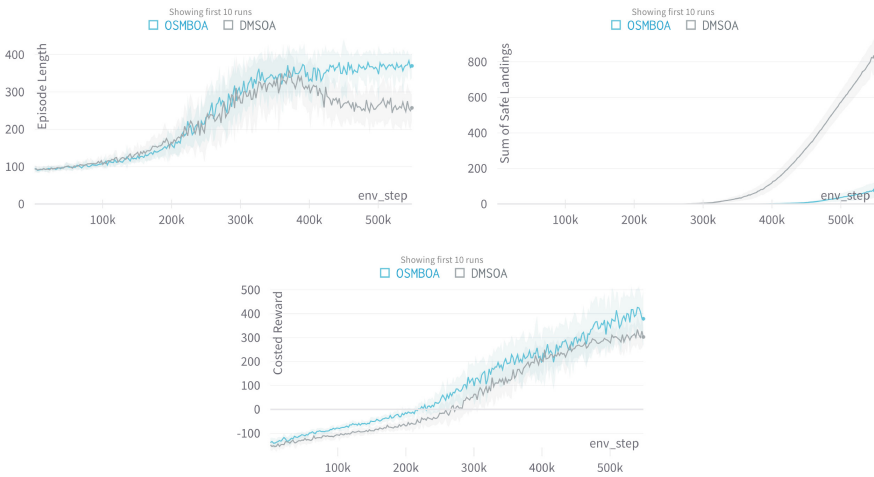 Showing first 10 runs
OSMBOA DMSOA
Episode Length
400
300
200
100
0
env_step
100k 200k 300k 400k 500k
Showing first 10 runs
OSMBOA DMSOA
Sum of Safe Landings
800
600
400
200
0
env_step
100k 200k 300k 400k 500k
Showing first 10 runs
OSMBOA DMSOA
Costed Reward
500
400
300
200
100
0
-100
env_step
100k 200k 300k 400k 500k